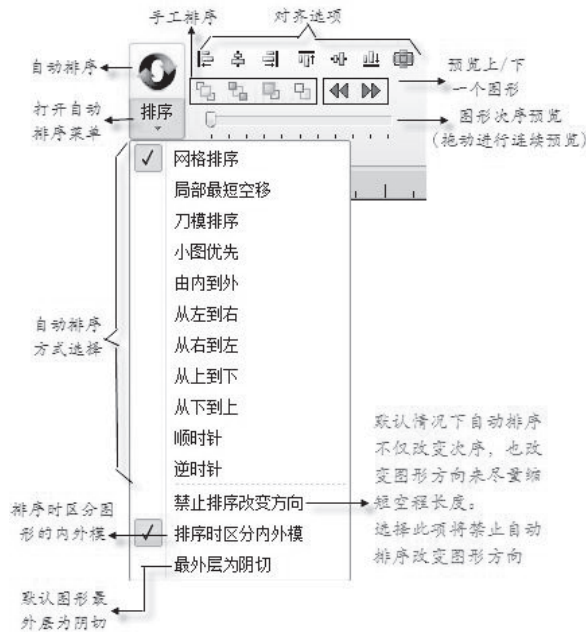 手工排序
对齐选项
自动排序
预览上/下
一个图形
打开自动
排序菜单
排序
图形次序预览
(拖动进行连续预览)
网格排序
局部最短空移
刀模排序
小图优先
由内到外
从左到右
从右到左
从上到下
从下到上
顺时针
逆时针
自动排序
方式选择
禁止排序改变方向
排序时区分内外模
最外层为阴切
默认情况下自动排序
不仅改变次序，也改
变图形方向来尽量缩
短空程长度；
选择此项将禁止自动
排序改变图形方向
排序时区分图
形的内外模
默认图形最
外层为阴切